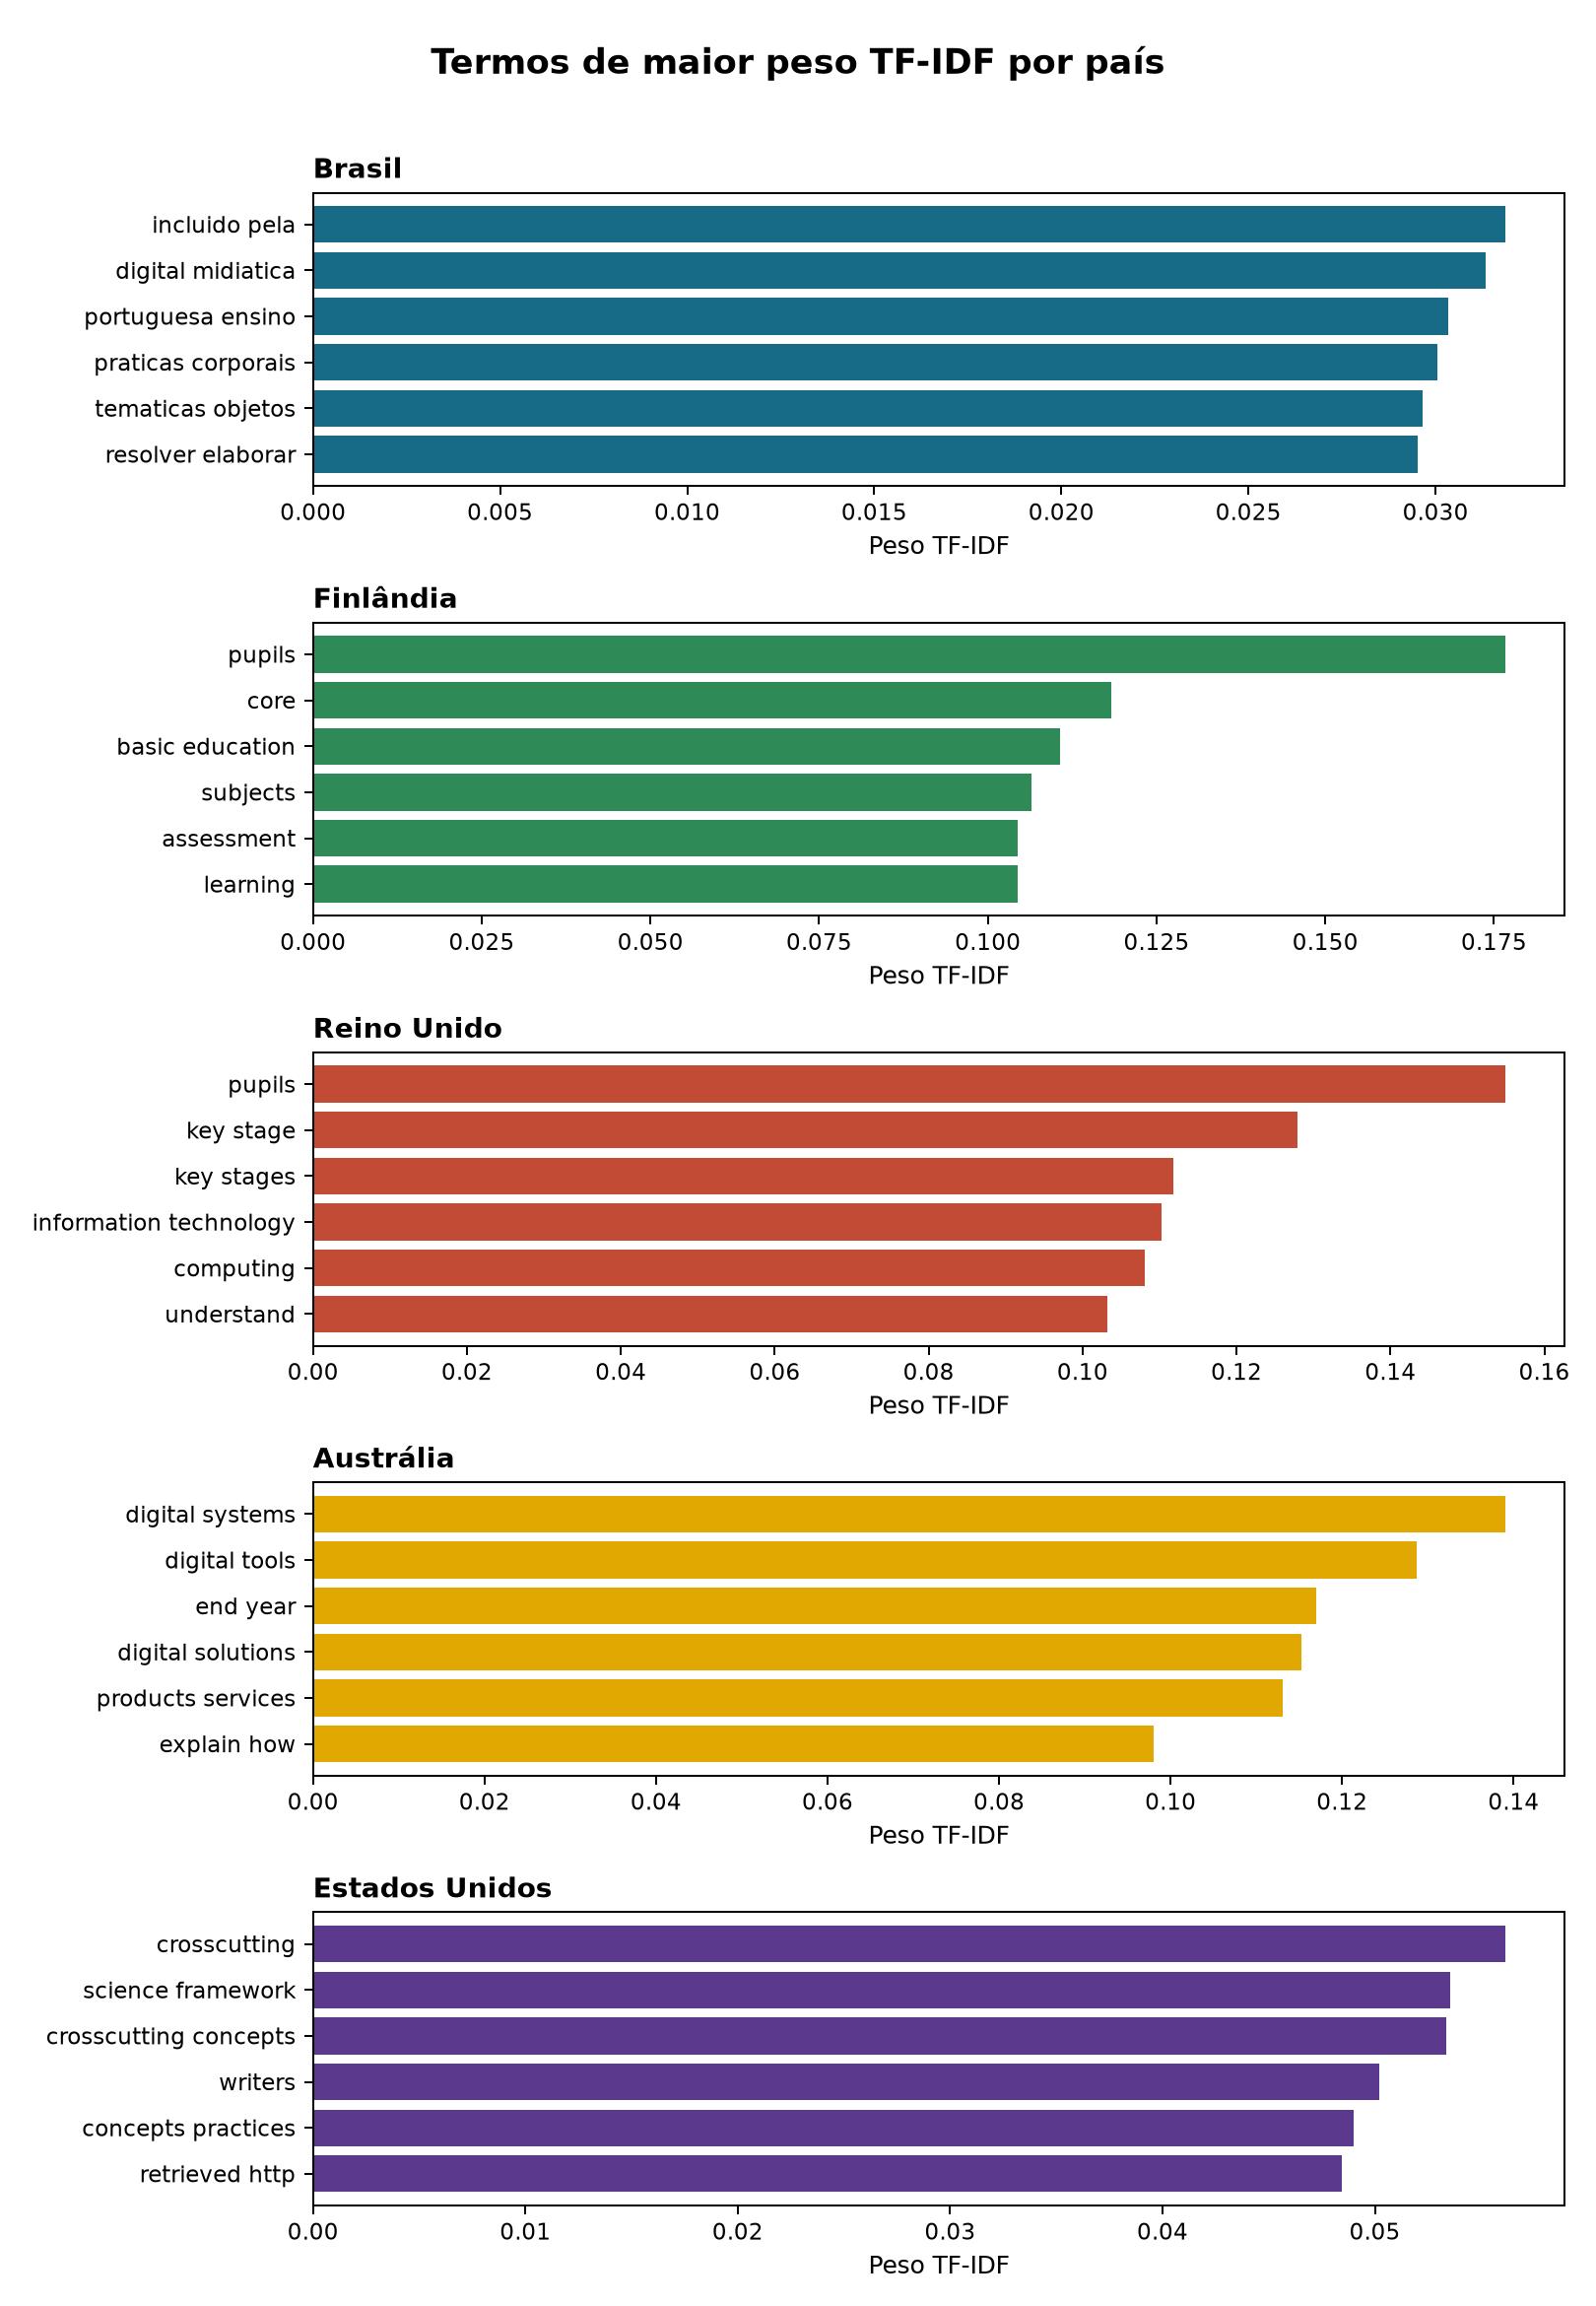 Termos de maior peso TF-IDF por país
Brasil
incluido pela
digital midiatica
portuguesa ensino
praticas corporais
tematicas objetos
resolver elaborar
0.000 0.005 0.010 0.015 0.020 0.025 0.030
Peso TF-IDF
Finlândia
pupils
core
basic education
subjects
assessment
learning
0.000 0.025 0.050 0.075 0.100 0.125 0.150 0.175
Peso TF-IDF
Reino Unido
pupils
key stage
key stages
information technology
computing
understand
0.00 0.02 0.04 0.06 0.08 0.10 0.12 0.14 0.16
Peso TF-IDF
Austrália
digital systems
digital tools
end year
digital solutions
products services
explain how
0.00 0.02 0.04 0.06 0.08 0.10 0.12 0.14
Peso TF-IDF
Estados Unidos
crosscutting
science framework
crosscutting concepts
writers
concepts practices
retrieved http
0.00 0.01 0.02 0.03 0.04 0.05
Peso TF-IDF